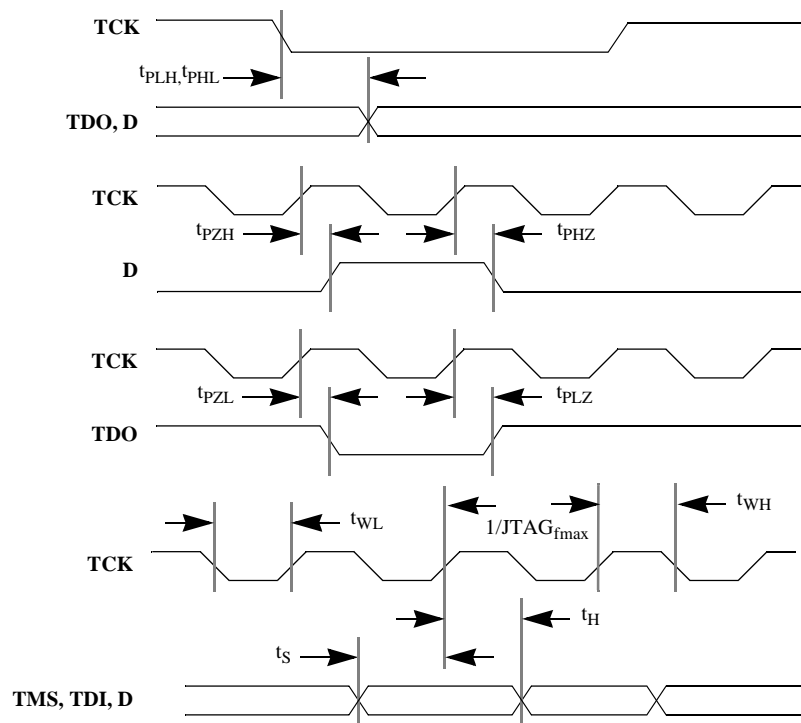 TCK
tPLH,tPHL
TDO, D
TCK
tPZH
tPHZ
D
TCK
tPZL
tPLZ
TDO
tWL
1/JTAGfmax
tWH
TCK
tH
tS
TMS, TDI, D